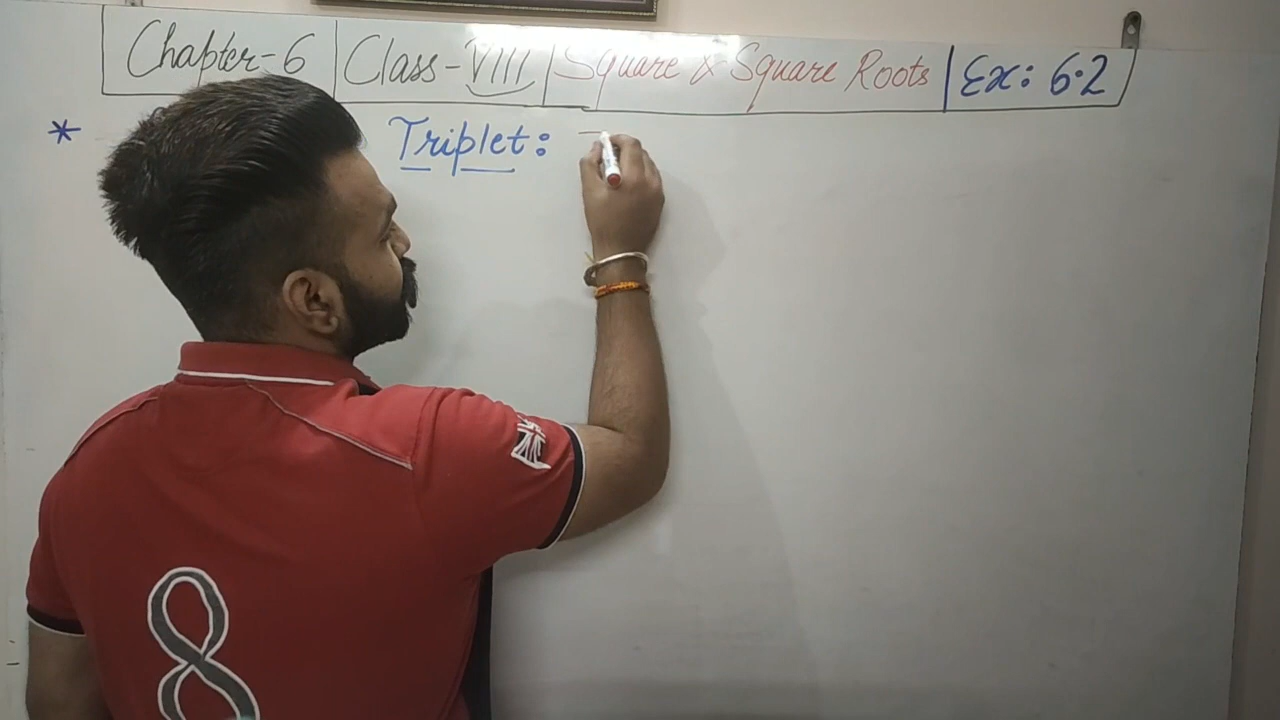 Chapter-6 | Class-VIII | Square & Square Roots | Ex: 6.2
* Triplet:
8